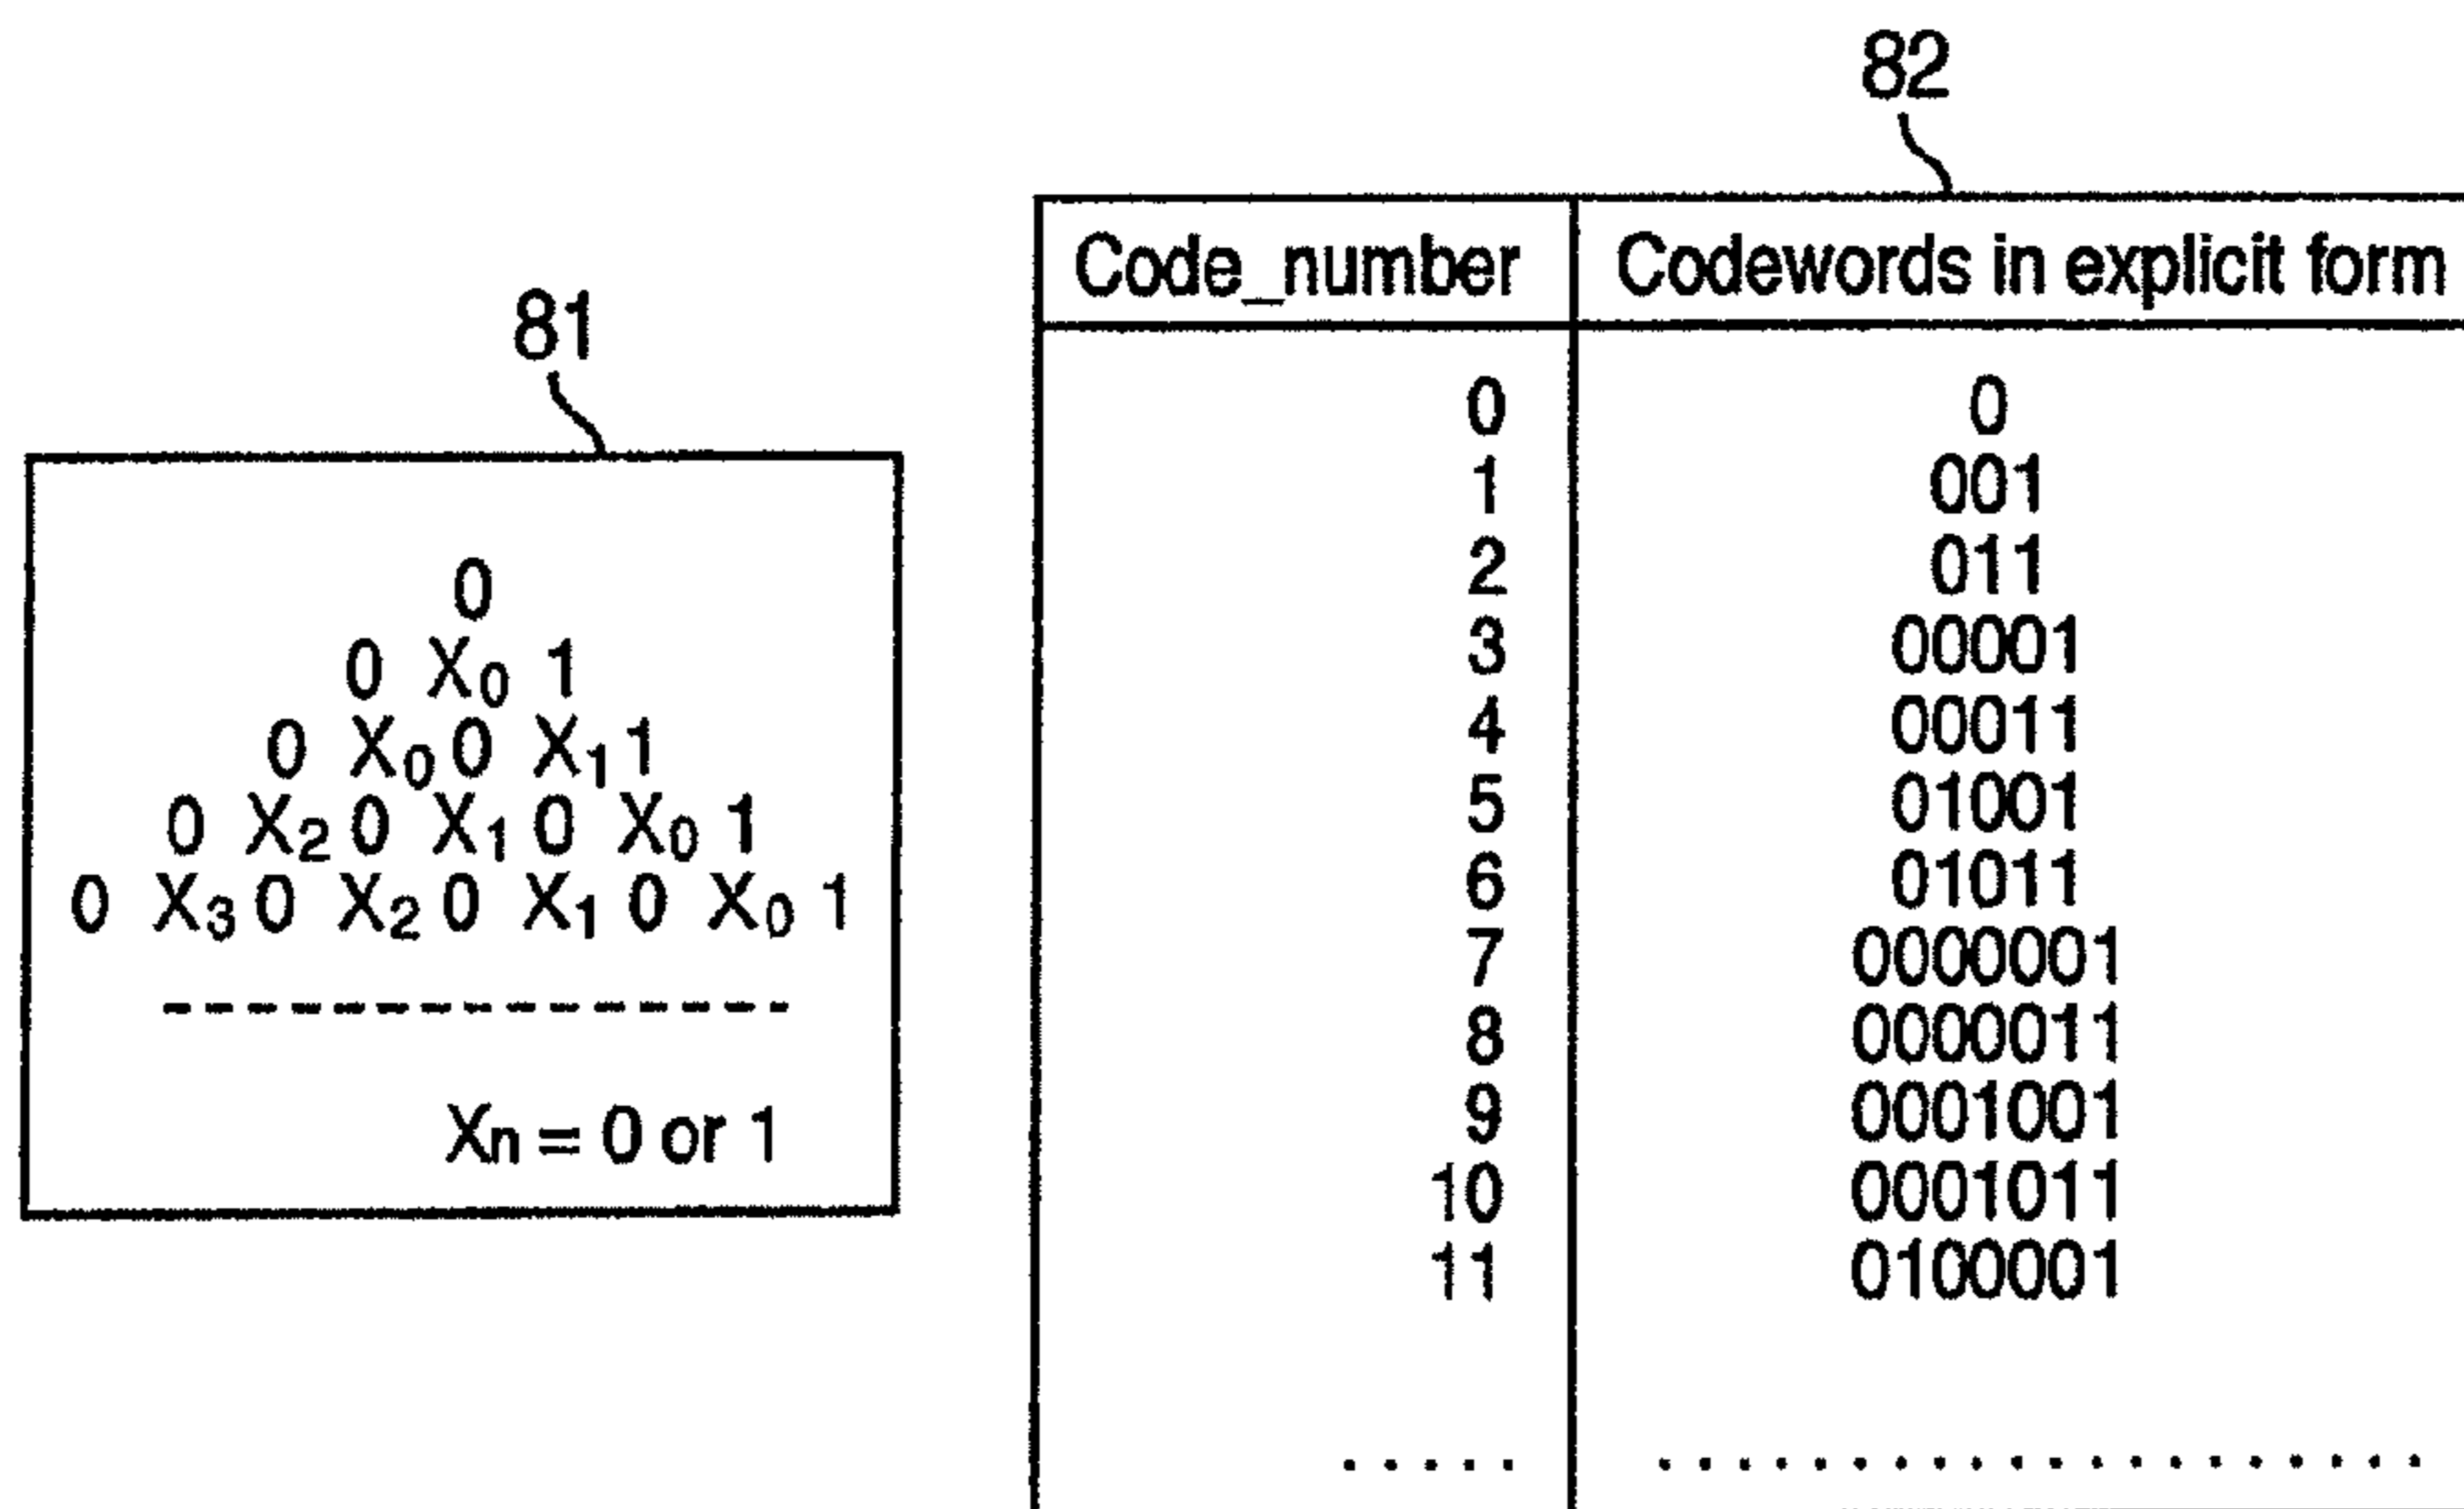 81
0
0 X0 1
0 X0 0 X1 1
0 X2 0 X1 0 X0 1
0 X3 0 X2 0 X1 0 X0 1
- - - - - - - - - - - - - - -
Xn = 0 or 1
82
Code_number Codewords in explicit form
0 0
1 001
2 011
3 00001
4 00011
5 01001
6 01011
7 0000001
8 0000011
9 0001001
10 0001011
11 0100001
. . . . . . . . . . . . . . . . . . . . . . . . .